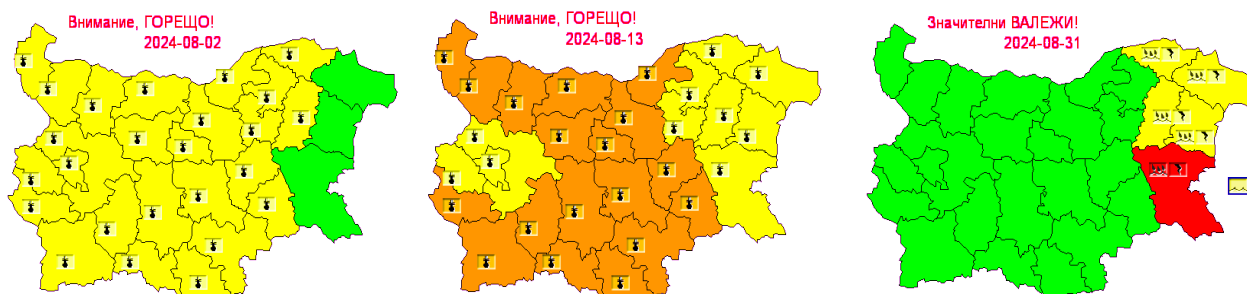 Внимание, ГОРЕЩО!
2024-08-02
Внимание, ГОРЕЩО!
2024-08-13
Значителни ВАЛЕЖИ!
2024-08-31